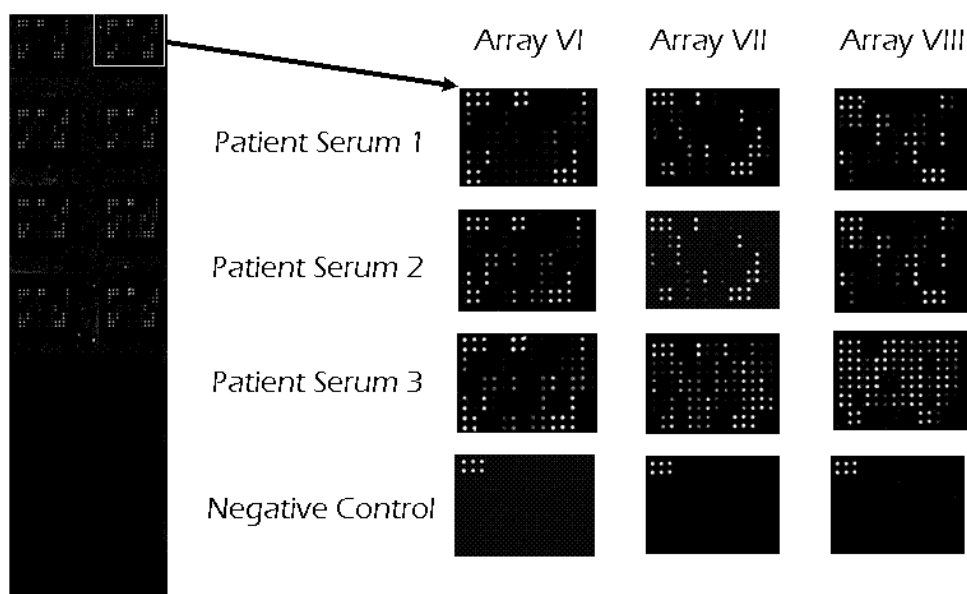 Array VI
Array VII
Array VIII
Patient Serum 1
Patient Serum 2
Patient Serum 3
Negative Control